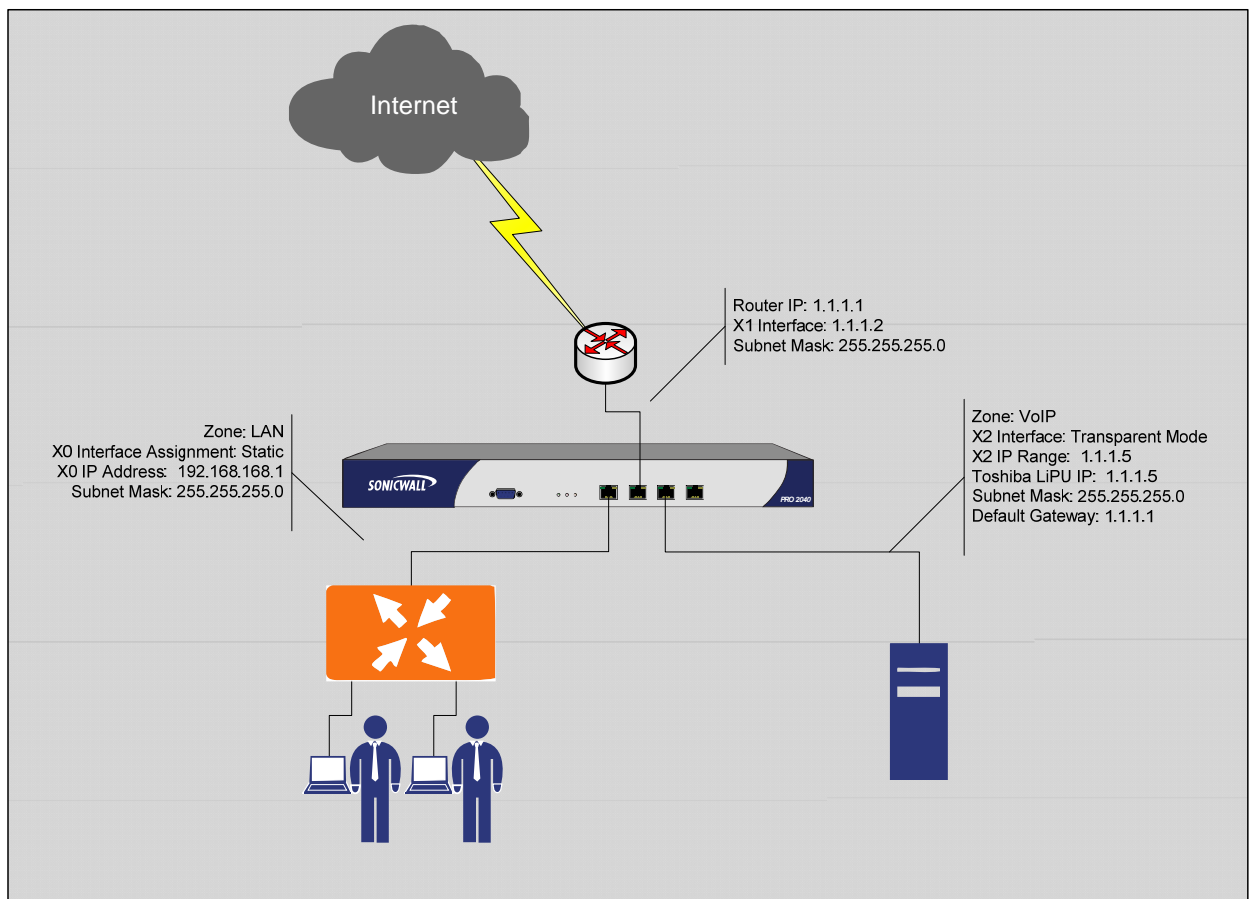 Internet
Router IP: 1.1.1.1
X1 Interface: 1.1.1.2
Subnet Mask: 255.255.255.0
Zone: LAN
X0 Interface Assignment: Static
X0 IP Address: 192.168.168.1
Subnet Mask: 255.255.255.0
Zone: VoIP
X2 Interface: Transparent Mode
X2 IP Range: 1.1.1.5
Toshiba LiPU IP: 1.1.1.5
Subnet Mask: 255.255.255.0
Default Gateway: 1.1.1.1
SONICWALL
PRO 2040